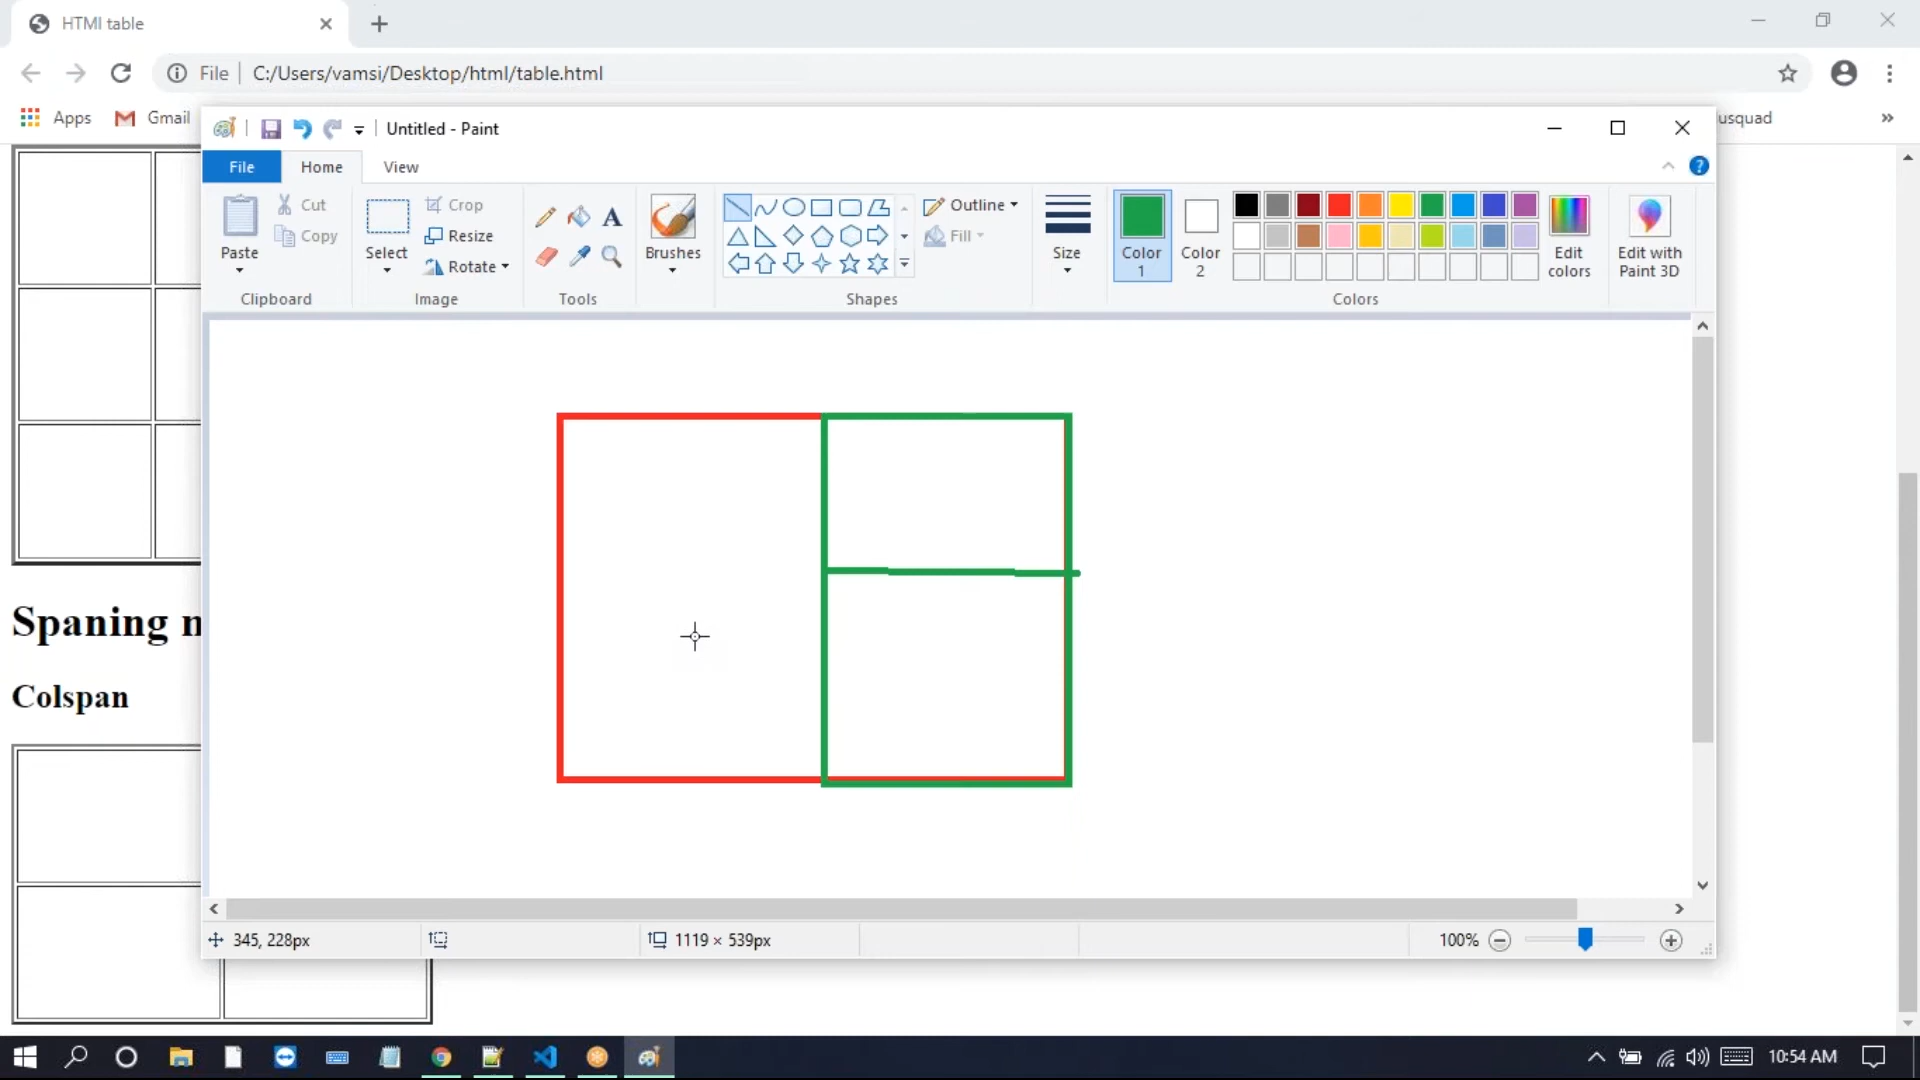 HTMl table
File C:/Users/vamsi/Desktop/html/table.html
Apps Gmail usquad
Untitled - Paint
File Home View
Paste
Cut
Copy
Clipboard
Select
Crop
Resize
Rotate
Image
A
Tools
Brushes
Shapes
Outline
Fill
Size
Color
1
Color
2
Edit
colors
Colors
Edit with
Paint 3D
Spaning n
Colspan
345, 228px 1119 × 539px 100%
10:54 AM